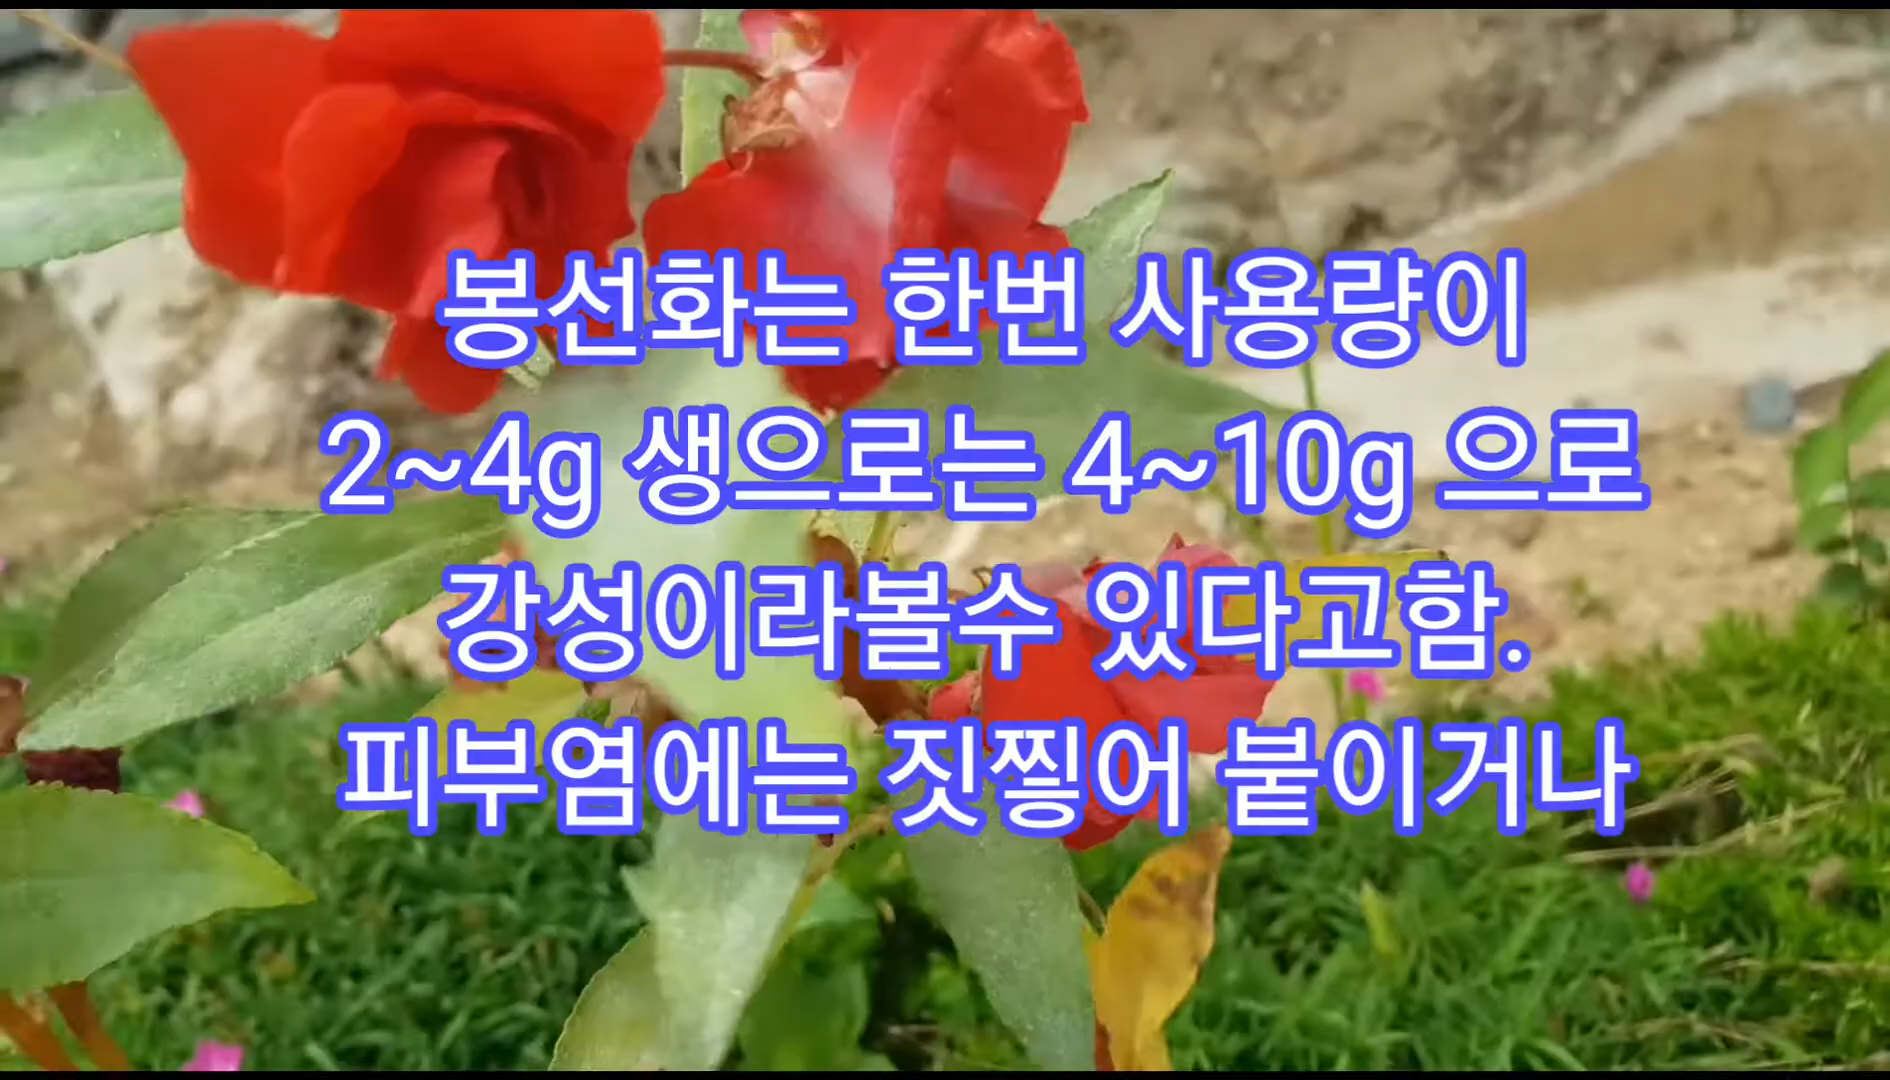 봉선화는 한번 사용량이
2~4g 생으로는 4~10g 으로
강성이라볼수 있다고함.
피부염에는 짓찧어 붙이거나